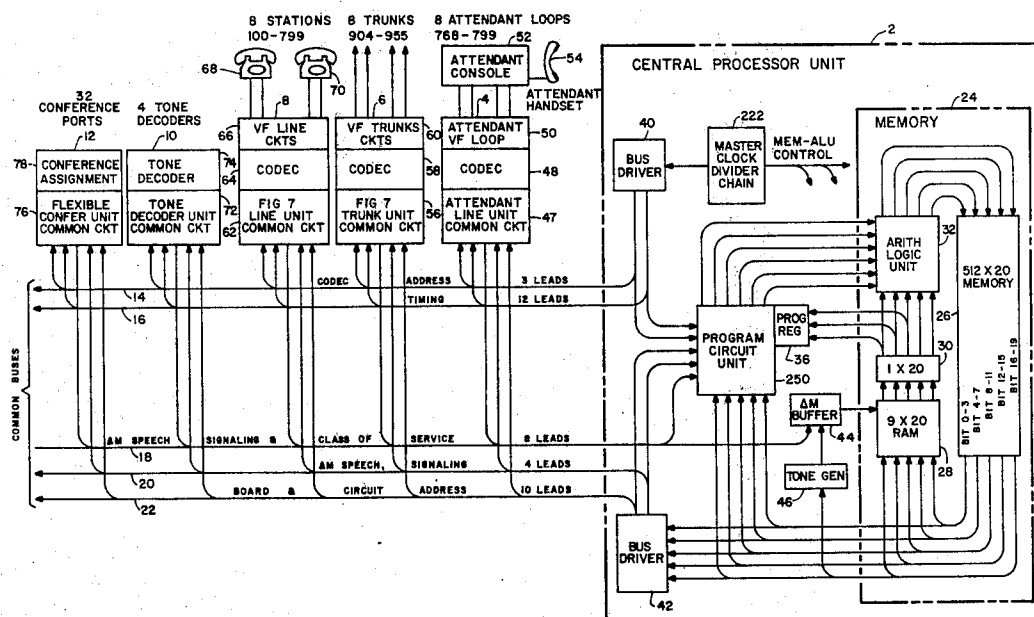 8 STATIONS
100-799
8 TRUNKS
904-955
8 ATTENDANT LOOPS
768-799
52
54
68
70
ATTENDANT
CONSOLE
ATTENDANT
HANDSET
32
CONFERENCE
PORTS
12
4 TONE
DECODERS
10
8
6
4
66
VF LINE
CKTS
60
VF TRUNKS
CKTS
50
ATTENDANT
VF LOOP
78
CONFERENCE
ASSIGNMENT
74
TONE
DECODER
64
CODEC
58
CODEC
48
CODEC
76
FLEXIBLE
CONFER UNIT
COMMON CKT
72
TONE
DECODER UNIT
COMMON CKT
62
FIG 7
LINE UNIT
COMMON CKT
56
FIG 7
TRUNK UNIT
COMMON CKT
47
ATTENDANT
LINE UNIT
COMMON CKT
COMMON BUSES
14
CODEC ADDRESS 3 LEADS
16
TIMING 12 LEADS
18
ΔM SPEECH SIGNALING & CLASS OF SERVICE 8 LEADS
20
ΔM SPEECH, SIGNALING 4 LEADS
22
BOARD & CIRCUIT ADDRESS 10 LEADS
2
CENTRAL PROCESSOR UNIT
40
BUS
DRIVER
222
MASTER
CLOCK
DIVIDER
CHAIN
MEM-ALU
CONTROL
24
MEMORY
32
ARITH
LOGIC
UNIT
512 X 20
MEMORY
26
PROGRAM
CIRCUIT
UNIT
250
PROG
REG
36
30
1 X 20
9 X 20
RAM
28
ΔM
BUFFER
44
TONE GEN
46
BIT 0-3
BIT 4-7
BIT 8-11
BIT 12-15
BIT 16-19
BUS
DRIVER
42